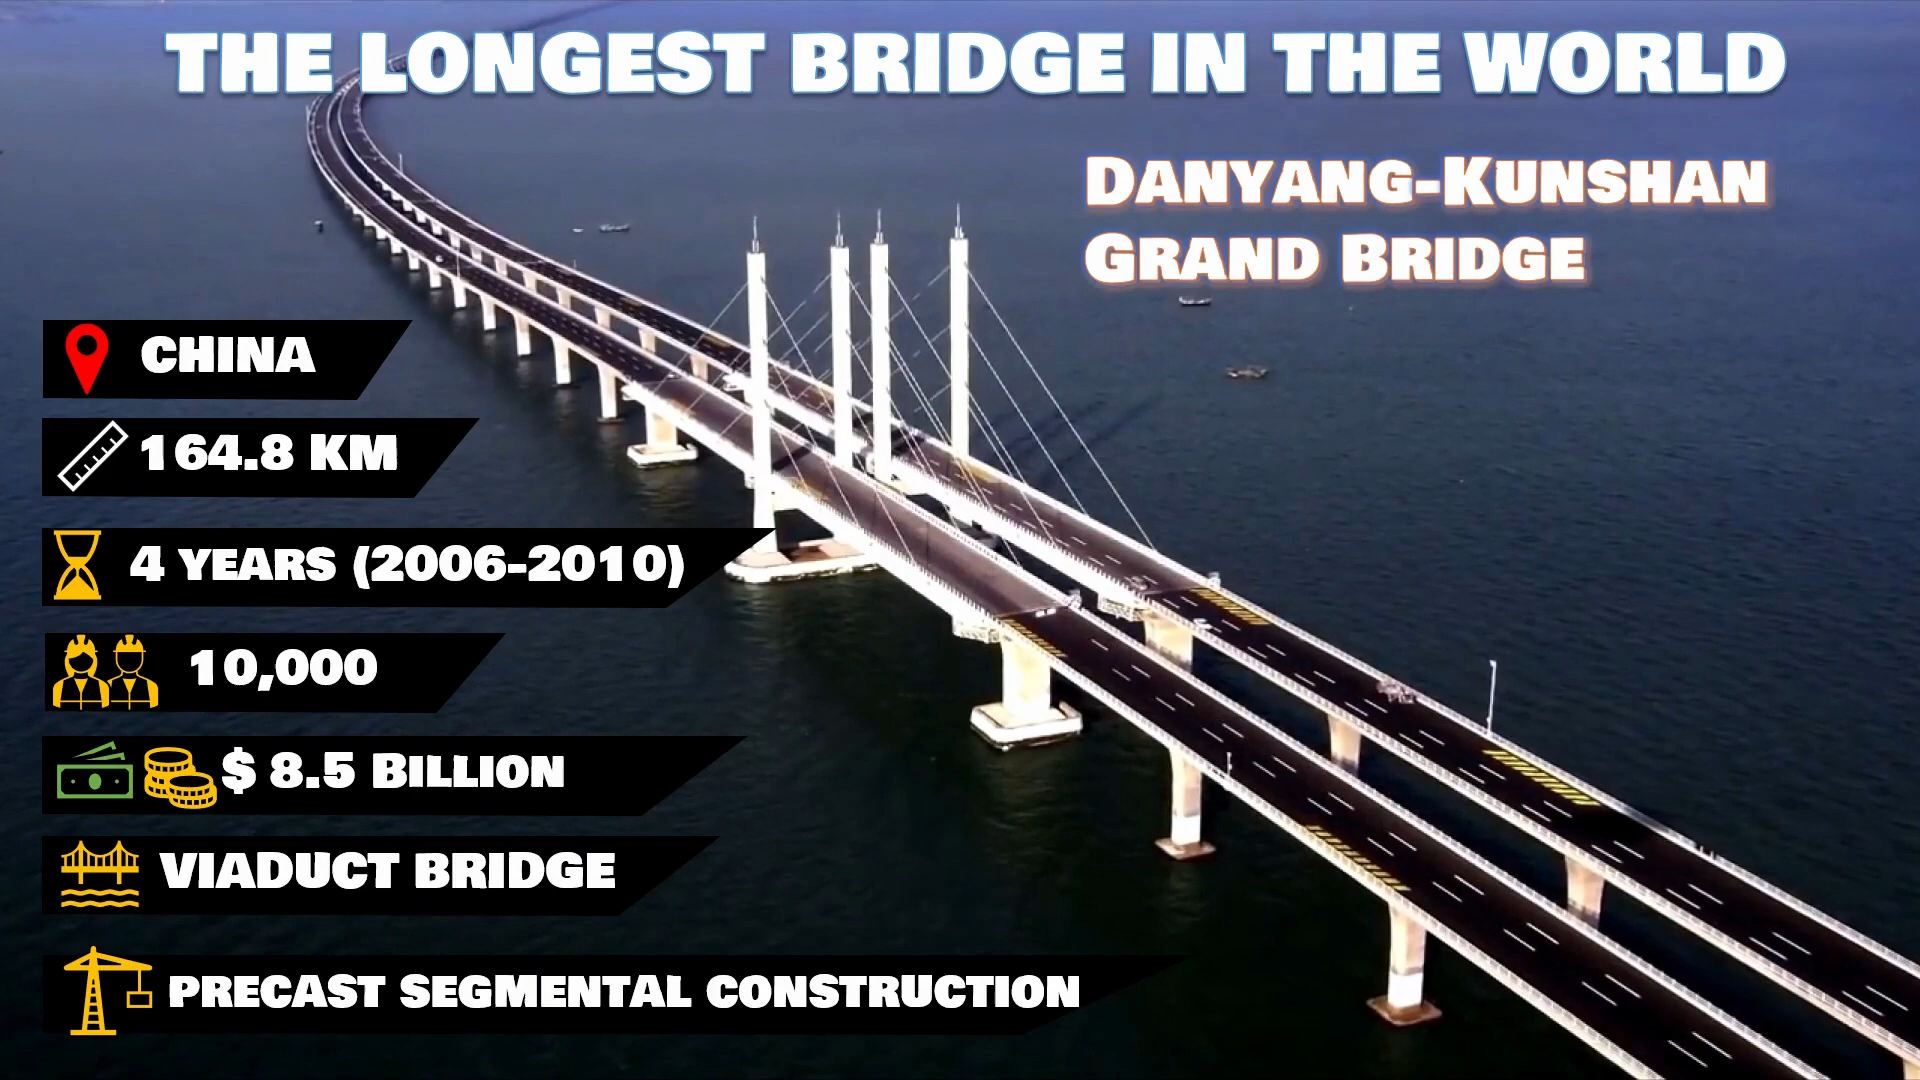 THE LONGEST BRIDGE IN THE WORLD
DANYANG-KUNSHAN
GRAND BRIDGE
CHINA
164.8 KM
4 YEARS (2006-2010)
10,000
$ 8.5 BILLION
VIADUCT BRIDGE
PRECAST SEGMENTAL CONSTRUCTION